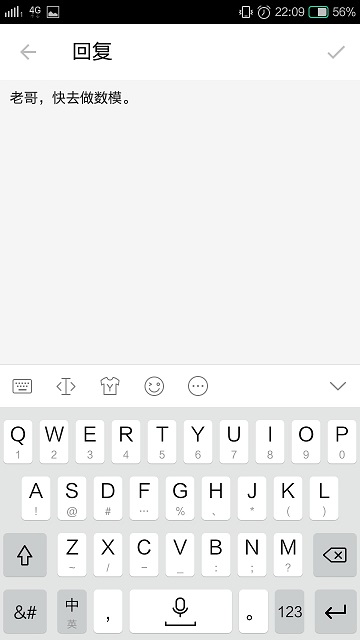 4G 22:09 56%
回复
老哥，快去做数模。
Q W E R T Y U I O P
1 2 3 4 5 6 7 8 9 0
A S D F G H J K L
! @ # ... % 、 * ( )
Z X C V B N M
~ / − _ : ; ?
&# 中 ， 。 123
英